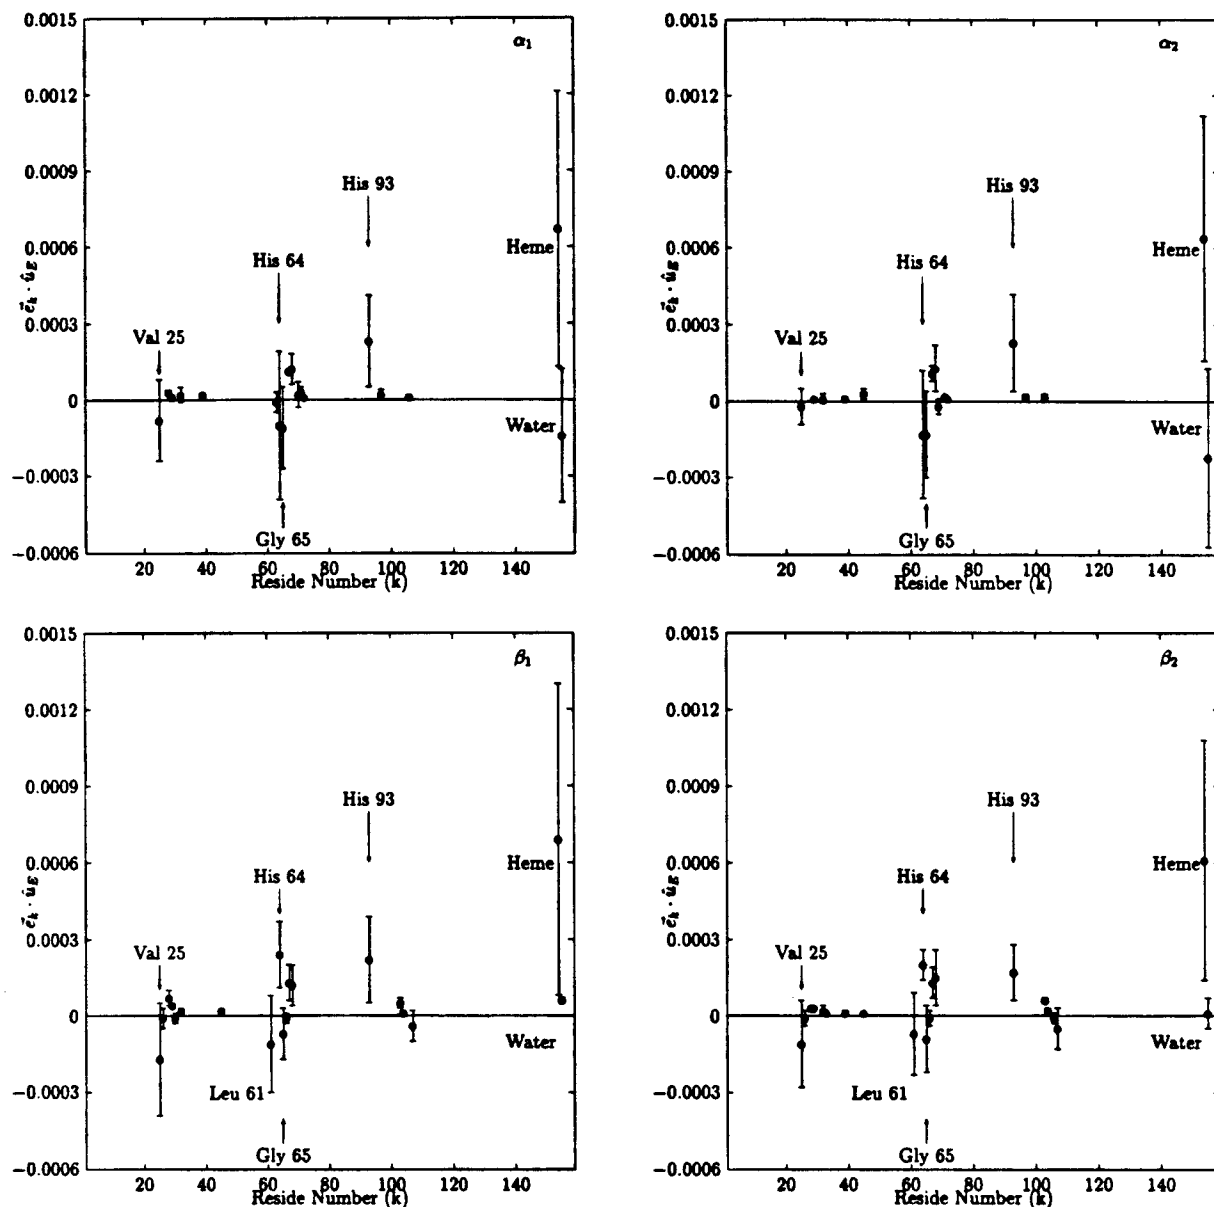 0.0015
α₁
0.0012
0.0009
His 93
0.0006
Heme
His 64
e⃗ₖ · ûE
0.0003
Val 25
0
Water
−0.0003
Gly 65
−0.0006
20 40 60 80 100 120 140
Reside Number (k)
0.0015
α₂
0.0012
0.0009
His 93
0.0006
Heme
His 64
e⃗ₖ · ûE
0.0003
Val 25
0
Water
−0.0003
Gly 65
−0.0006
20 40 60 80 100 120 140
Reside Number (k)
0.0015
β₁
0.0012
0.0009
His 93
0.0006
Heme
His 64
e⃗ₖ · ûE
0.0003
Val 25
0
Water
−0.0003
Leu 61
Gly 65
−0.0006
20 40 60 80 100 120 140
Reside Number (k)
0.0015
β₂
0.0012
0.0009
His 93
0.0006
Heme
His 64
e⃗ₖ · ûE
0.0003
Val 25
0
Water
−0.0003
Leu 61
Gly 65
−0.0006
20 40 60 80 100 120 140
Reside Number (k)